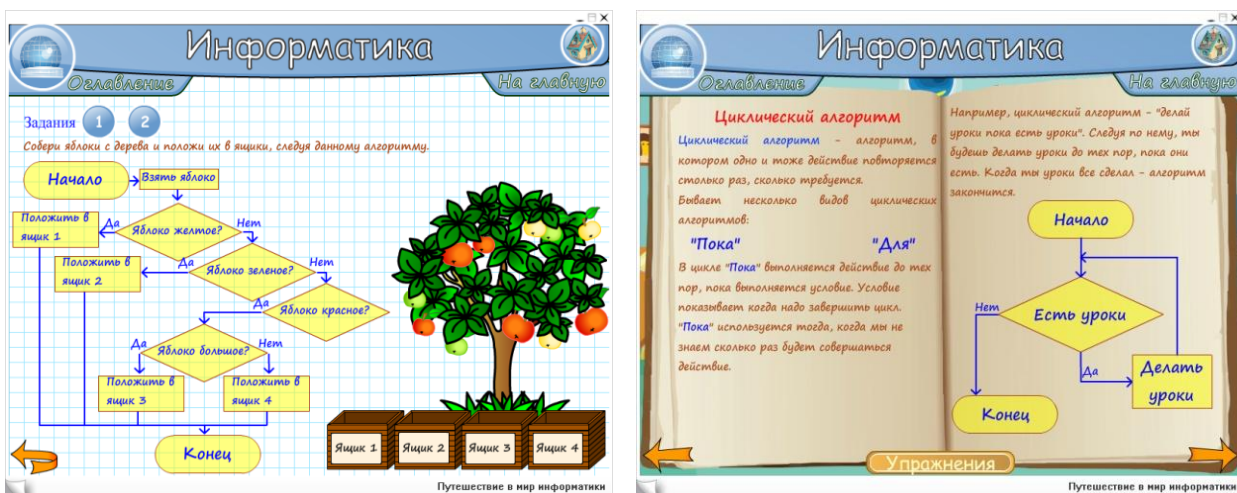 Информатика
Оглавление
На главную
Задания 1 2
Собери яблоки с дерева и положи их в ящики, следуя данному алгоритму.
Начало
Взять яблоко
Положить в
ящик 1
Да
Яблоко желтое?
Нет
Положить в
ящик 2
Да
Яблоко зеленое?
Нет
Да
Яблоко красное?
Да
Яблоко большое?
Нет
Положить в
ящик 3
Положить в
ящик 4
Конец
Ящик 1
Ящик 2
Ящик 3
Ящик 4
Путешествие в мир информатики
Информатика
Оглавление
На главную
Циклический алгоритм
Циклический алгоритм - алгоритм, в
котором одно и тоже действие повторяется
столько раз, сколько требуется.
Бывает несколько видов циклических
алгоритмов:
"Пока" "Для"
В цикле "Пока" выполняется действие до тех
пор, пока выполняется условие. Условие
показывает когда надо завершить цикл.
"Пока" используется тогда, когда мы не
знаем сколько раз будет совершаться
действие.
Например, циклический алгоритм - "делай
уроки пока есть уроки". Следуя по нему, ты
будешь делать уроки до тех пор, пока они
есть. Когда ты уроки все сделал - алгоритм
закончится.
Начало
Нет
Есть уроки
Да
Делать
уроки
Конец
Упражнения
Путешествие в мир информатики